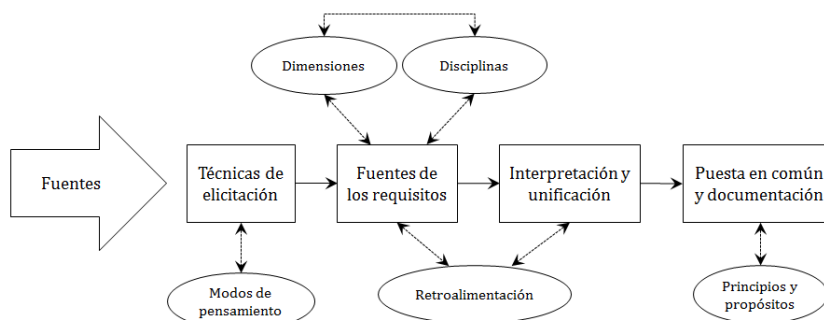 Dimensiones
Disciplinas
Fuentes
Técnicas de
elicitación
Fuentes de
los requisitos
Interpretación y
unificación
Puesta en común
y documentación
Modos de
pensamiento
Retroalimentación
Principios y
propósitos